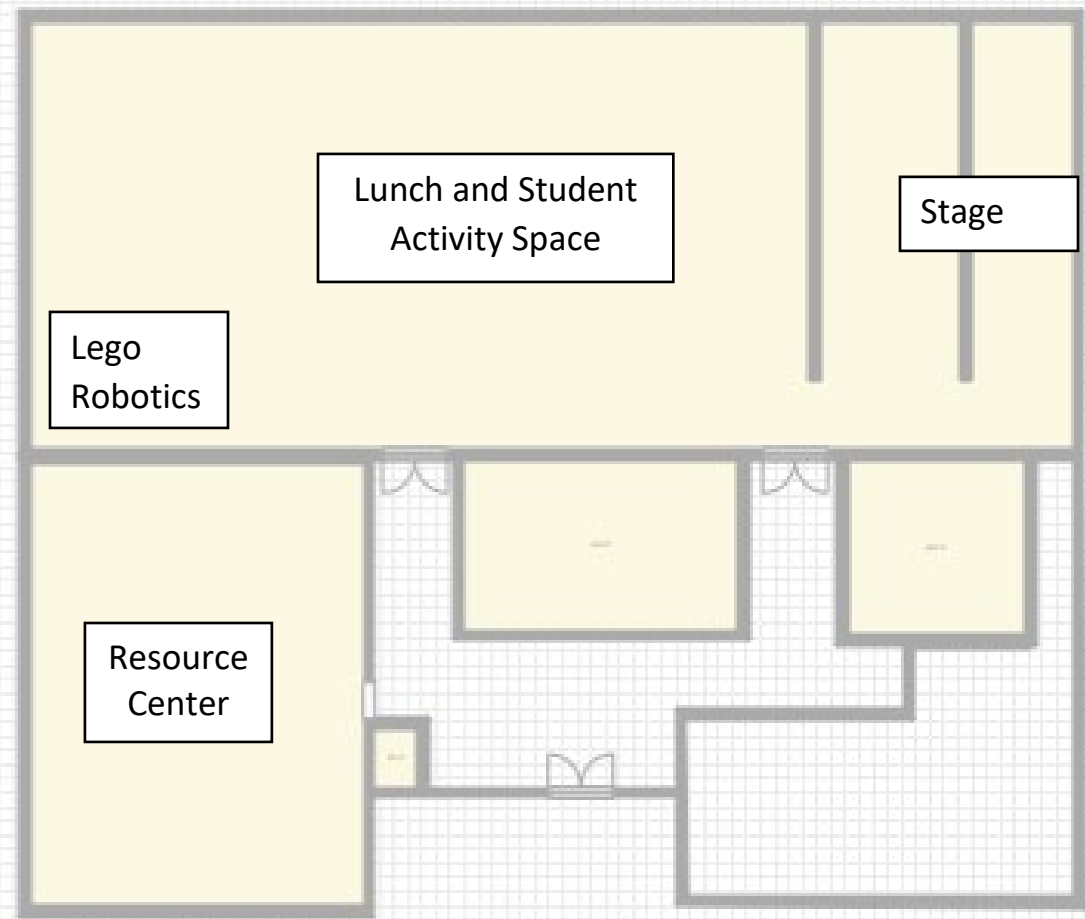 Lunch and Student
Activity Space
Stage
Lego
Robotics
Resource
Center